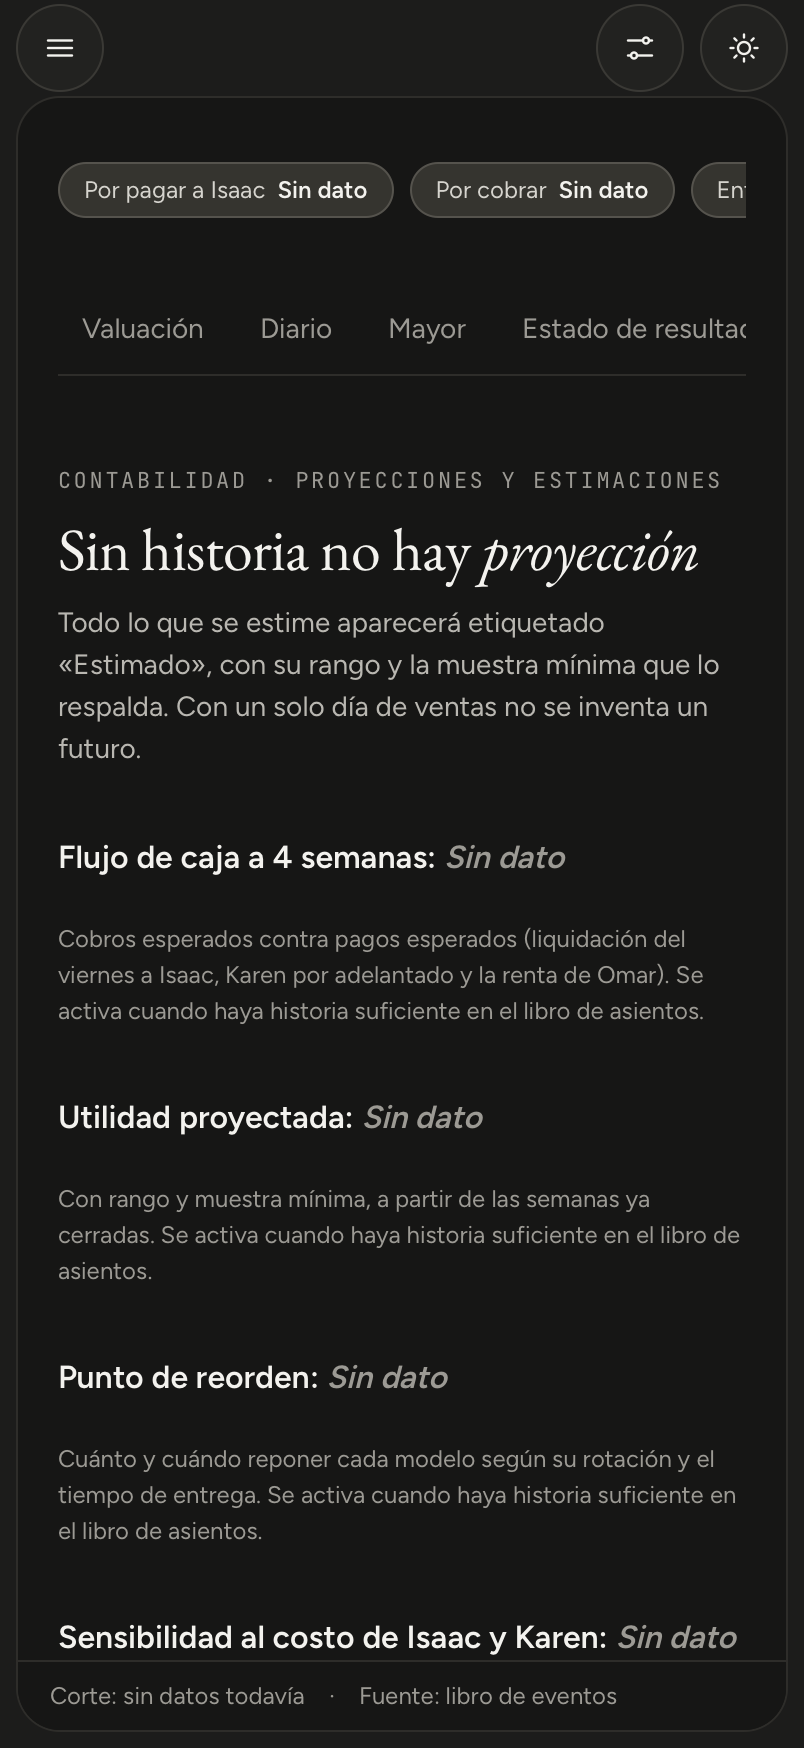 Por pagar a Isaac Sin dato
Por cobrar Sin dato
Valuación
Diario
Mayor
Estado de
CONTABILIDAD · PROYECCIONES Y ESTIMACIONES
Sin historia no hay proyección
Todo lo que se estime aparecerá etiquetado
«Estimado», con su rango y la muestra mínima que lo
respalda. Con un solo día de ventas no se inventa un
futuro.
Flujo de caja a 4 semanas: Sin dato
Cobros esperados contra pagos esperados (liquidación del
viernes a Isaac, Karen por adelantado y la renta de Omar). Se
activa cuando haya historia suficiente en el libro de asientos.
Utilidad proyectada: Sin dato
Con rango y muestra mínima, a partir de las semanas ya
cerradas. Se activa cuando haya historia suficiente en el libro de
asientos.
Punto de reorden: Sin dato
Cuánto y cuándo reponer cada modelo según su rotación y el
tiempo de entrega. Se activa cuando haya historia suficiente en
el libro de asientos.
Sensibilidad al costo de Isaac y Karen: Sin dato
Corte: sin datos todavía · Fuente: libro de eventos